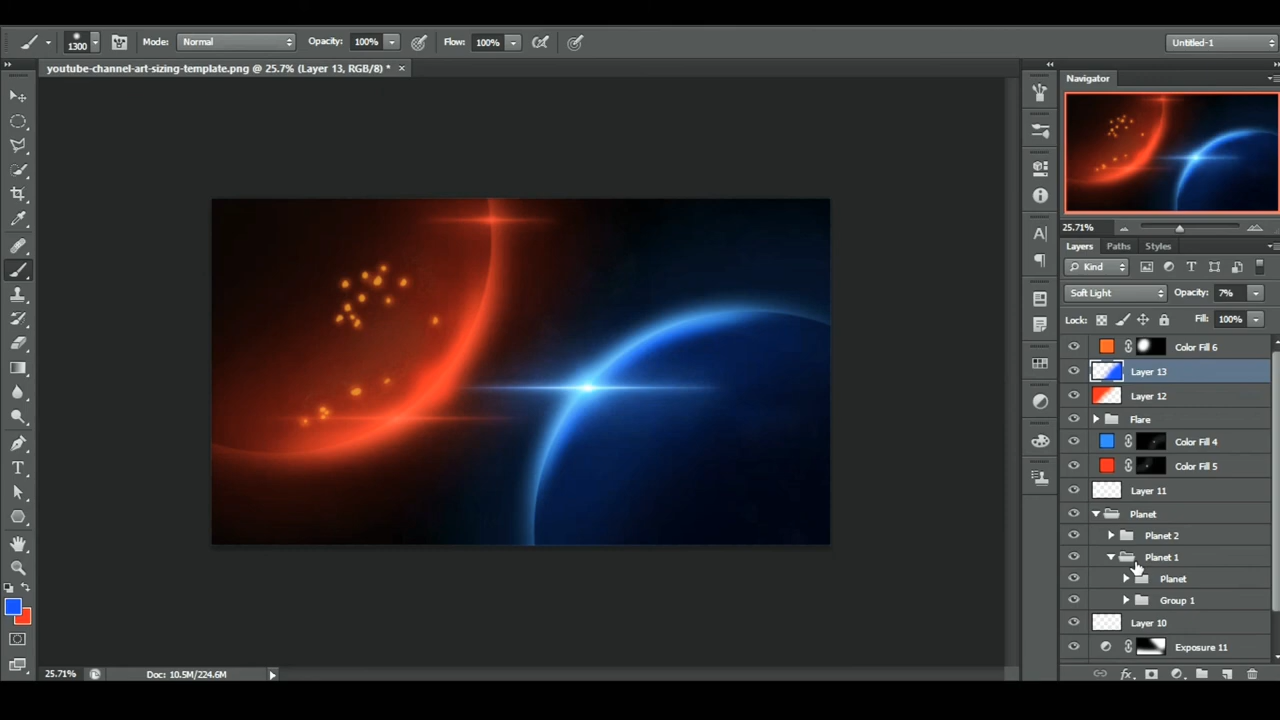 1300 Mode: Normal Opacity: 100% Flow: 100% Untitled-1
youtube-channel-art-sizing-template.png @ 25.7% (Layer 13, RGB/8) * ×
Navigator
25.71%
Layers Paths Styles
Kind T
Soft Light Opacity: 7%
Lock: Fill: 100%
Color Fill 6
Layer 13
Layer 12
Flare
Color Fill 4
Color Fill 5
Layer 11
Planet
Planet 2
Planet 1
Planet
Group 1
Layer 10
Exposure 11
25.71% Doc: 10.5M/224.6M
fx